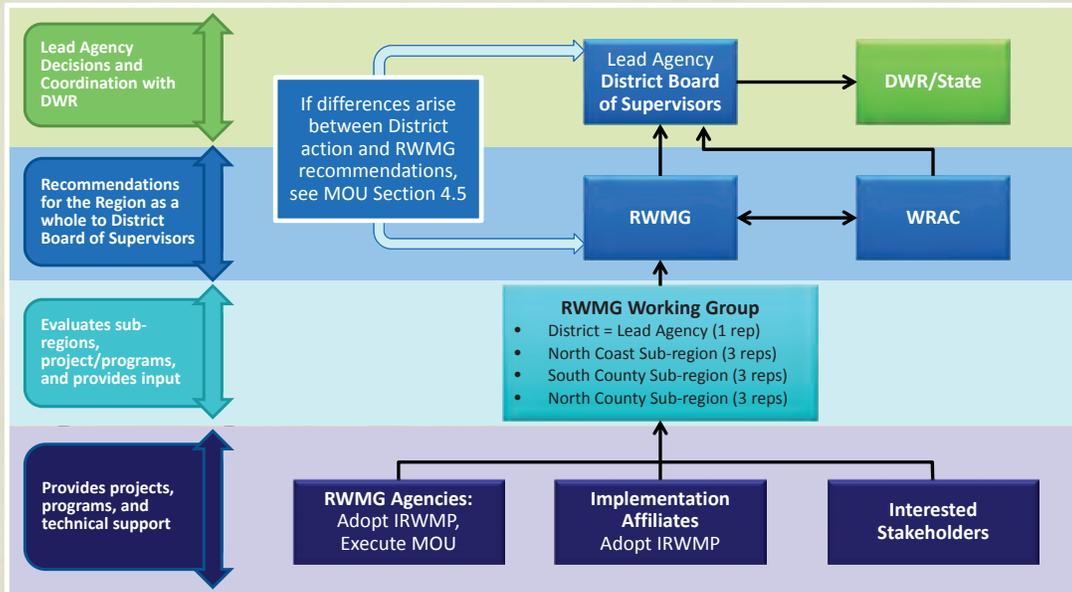 Lead Agency
Decisions and
Coordination with
DWR
If differences arise
between District
action and RWMG
recommendations,
see MOU Section 4.5
Lead Agency
District Board
of Supervisors
DWR/State
Recommendations
for the Region as a
whole to District
Board of Supervisors
RWMG
WRAC
Evaluates sub-
regions,
project/programs,
and provides input
RWMG Working Group
• District = Lead Agency (1 rep)
• North Coast Sub-region (3 reps)
• South County Sub-region (3 reps)
• North County Sub-region (3 reps)
Provides projects,
programs, and
technical support
RWMG Agencies:
Adopt IRWMP,
Execute MOU
Implementation
Affiliates
Adopt IRWMP
Interested
Stakeholders